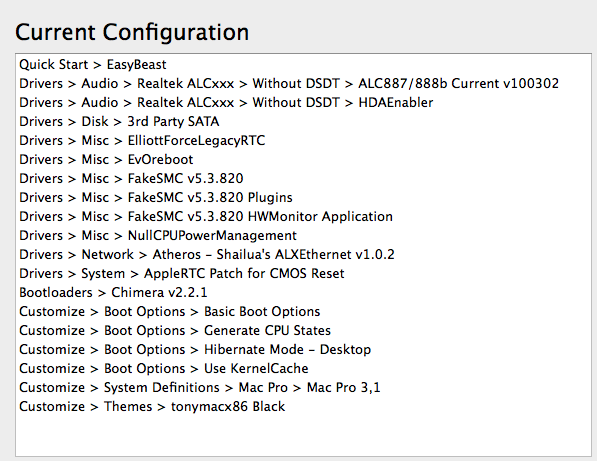 Current Configuration
Quick Start > EasyBeast
Drivers > Audio > Realtek ALCxxx > Without DSDT > ALC887/888b Current v100302
Drivers > Audio > Realtek ALCxxx > Without DSDT > HDAEnabler
Drivers > Disk > 3rd Party SATA
Drivers > Misc > ElliottForceLegacyRTC
Drivers > Misc > EvOreboot
Drivers > Misc > FakeSMC v5.3.820
Drivers > Misc > FakeSMC v5.3.820 Plugins
Drivers > Misc > FakeSMC v5.3.820 HWMonitor Application
Drivers > Misc > NullCPUPowerManagement
Drivers > Network > Atheros - Shailua's ALXEthernet v1.0.2
Drivers > System > AppleRTC Patch for CMOS Reset
Bootloaders > Chimera v2.2.1
Customize > Boot Options > Basic Boot Options
Customize > Boot Options > Generate CPU States
Customize > Boot Options > Hibernate Mode - Desktop
Customize > Boot Options > Use KernelCache
Customize > System Definitions > Mac Pro > Mac Pro 3,1
Customize > Themes > tonymacx86 Black